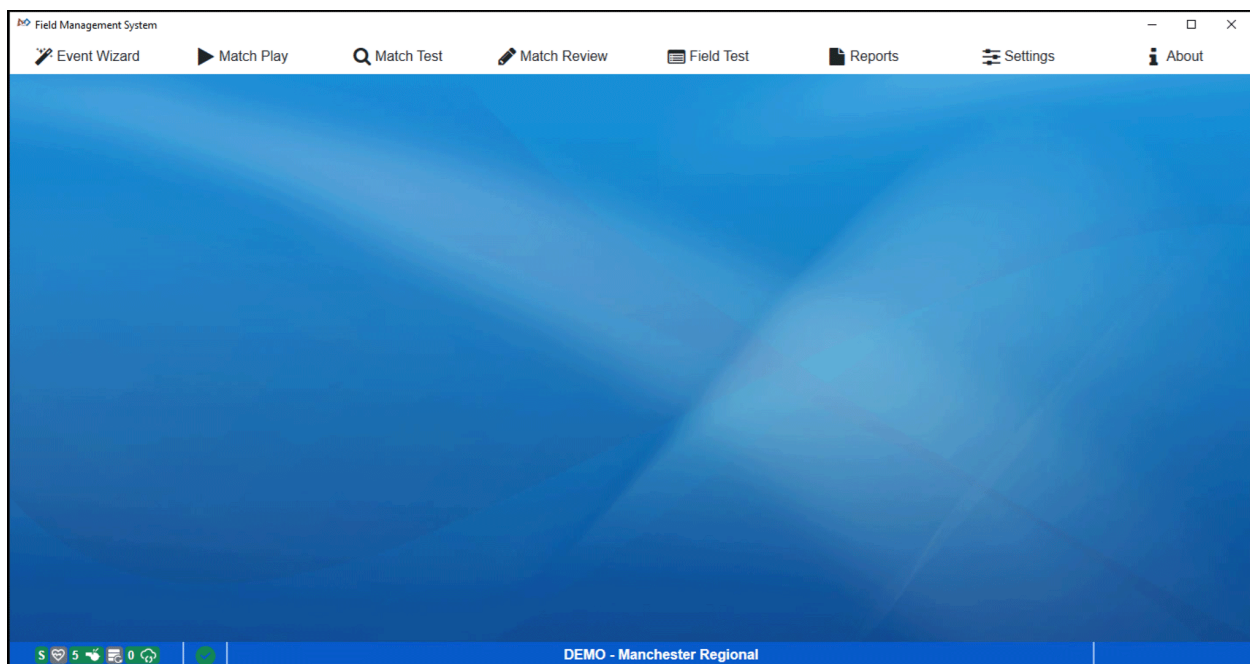 Field Management System
Event Wizard Match Play Match Test Match Review Field Test Reports Settings About
S 5 0 DEMO - Manchester Regional